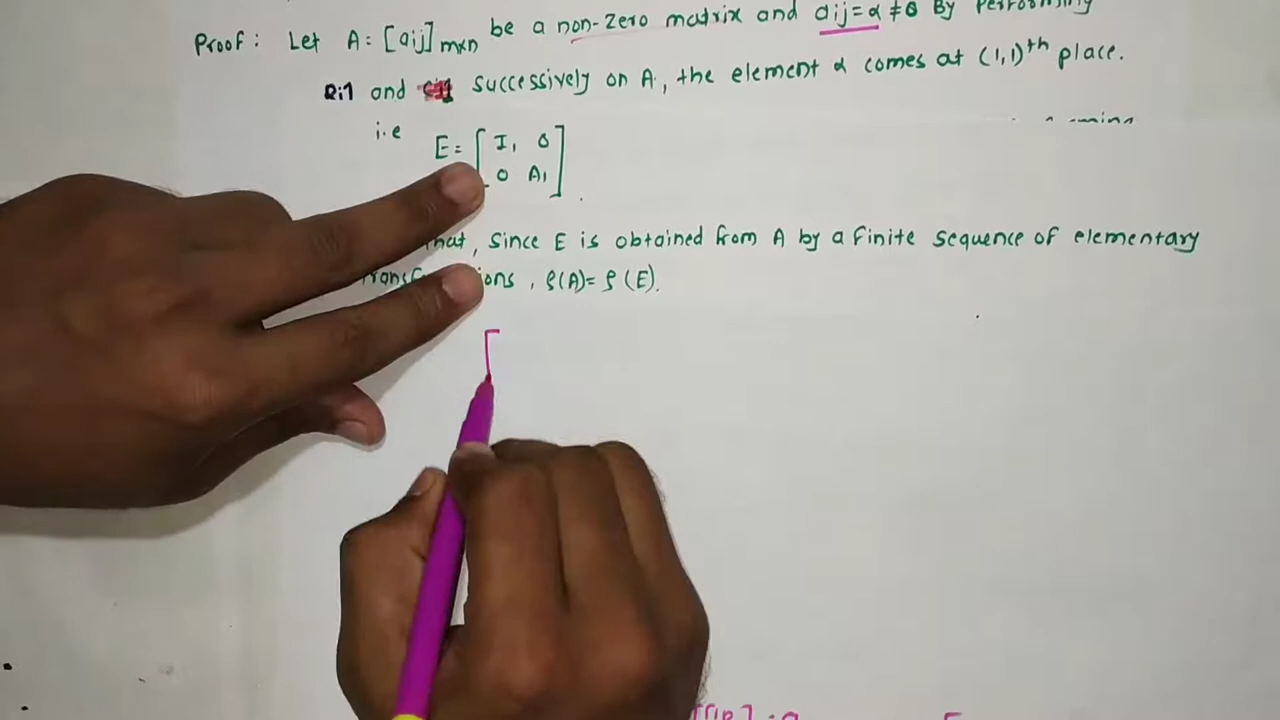 Proof: Let A = [aij]m×n be a non-zero matrix and aij = α ≠ 0 By Performing
Ri1 and successively on A, the element α comes at (1,1)th place.
i.e
E = [ I1 0
0 A1 ].
that, since E is obtained from A by a finite sequence of elementary
ions, ρ(A) = ρ(E).